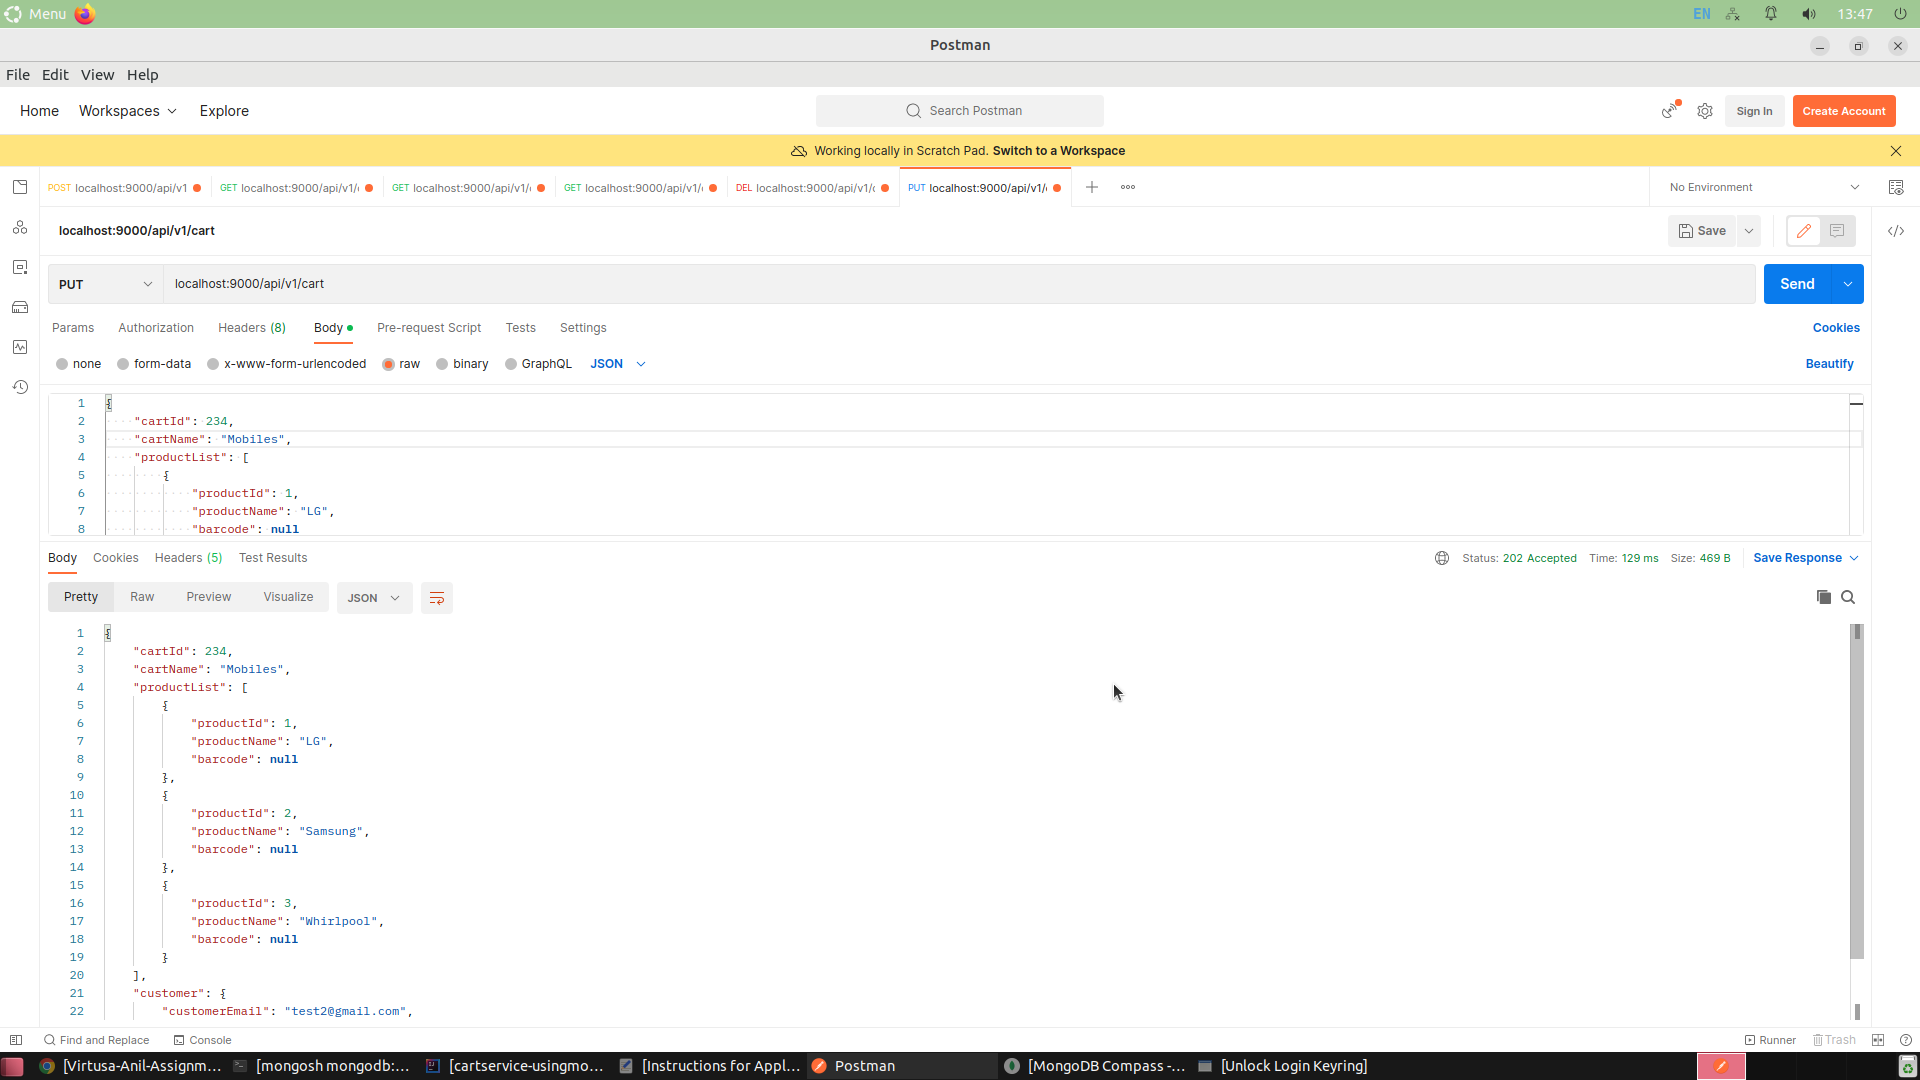 Menu EN 13:47
Postman
File Edit View Help
Home Workspaces Explore Search Postman Sign In Create Account
Working locally in Scratch Pad. Switch to a Workspace
POST localhost:9000/api/v1 GET localhost:9000/api/v1/ GET localhost:9000/api/v1/ GET localhost:9000/api/v1/ DEL localhost:9000/api/v1/ PUT localhost:9000/api/v1/ No Environment
localhost:9000/api/v1/cart Save
PUT localhost:9000/api/v1/cart Send
Params Authorization Headers (8) Body Pre-request Script Tests Settings Cookies
none form-data x-www-form-urlencoded raw binary GraphQL JSON Beautify
1 {
2 "cartId": 234,
3 "cartName": "Mobiles",
4 "productList": [
5 {
6 "productId": 1,
7 "productName": "LG",
8 "barcode": null
Body Cookies Headers (5) Test Results Status: 202 Accepted Time: 129 ms Size: 469 B Save Response
Pretty Raw Preview Visualize JSON
1 {
2 "cartId": 234,
3 "cartName": "Mobiles",
4 "productList": [
5 {
6 "productId": 1,
7 "productName": "LG",
8 "barcode": null
9 },
10 {
11 "productId": 2,
12 "productName": "Samsung",
13 "barcode": null
14 },
15 {
16 "productId": 3,
17 "productName": "Whirlpool",
18 "barcode": null
19 }
20 ],
21 "customer": {
22 "customerEmail": "test2@gmail.com",
Find and Replace Console Runner Trash
[Virtusa-Anil-Assignm... [mongosh mongodb:... [cartservice-usingmo... [Instructions for Appl... Postman [MongoDB Compass -... [Unlock Login Keyring]